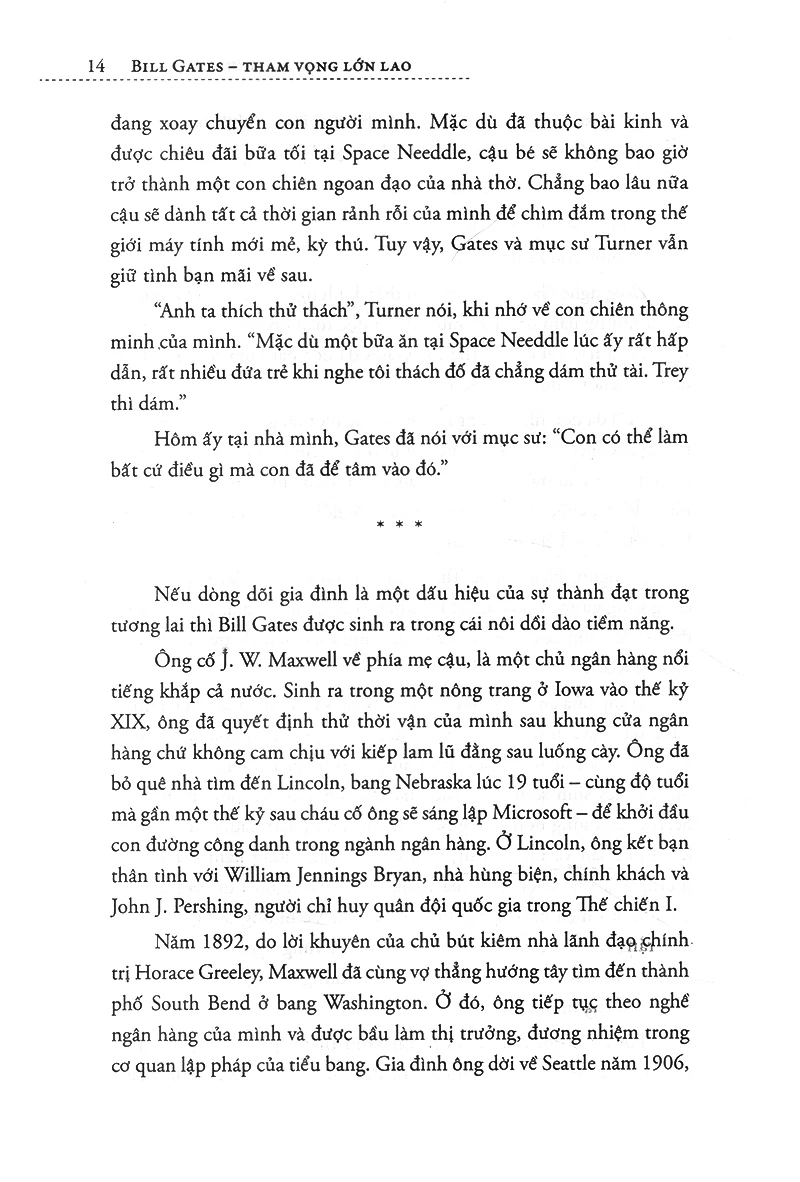 14 BILL GATES – THAM VỌNG LỚN LAO
đang xoay chuyển con người mình. Mặc dù đã thuộc bài kinh và
được chiêu đãi bữa tối tại Space Needdle, cậu bé sẽ không bao giờ
trở thành một con chiên ngoan đạo của nhà thờ. Chẳng bao lâu nữa
cậu sẽ dành tất cả thời gian rảnh rỗi của mình để chìm đắm trong thế
giới máy tính mới mẻ, kỳ thú. Tuy vậy, Gates và mục sư Turner vẫn
giữ tình bạn mãi về sau.
“Anh ta thích thử thách”, Turner nói, khi nhớ về con chiên thông
minh của mình. “Mặc dù một bữa ăn tại Space Needdle lúc ấy rất hấp
dẫn, rất nhiều đứa trẻ khi nghe tôi thách đố đã chẳng dám thử tài. Trey
thì dám.”
Hôm ấy tại nhà mình, Gates đã nói với mục sư: “Con có thể làm
bất cứ điều gì mà con đã để tâm vào đó.”
* * *
Nếu dòng dõi gia đình là một dấu hiệu của sự thành đạt trong
tương lai thì Bill Gates được sinh ra trong cái nôi dồi dào tiềm năng.
Ông cố J. W. Maxwell về phía mẹ cậu, là một chủ ngân hàng nổi
tiếng khắp cả nước. Sinh ra trong một nông trang ở Iowa vào thế kỷ
XIX, ông đã quyết định thử thời vận của mình sau khung cửa ngân
hàng chứ không cam chịu với kiếp lam lũ đằng sau luống cày. Ông đã
bỏ quê nhà tìm đến Lincoln, bang Nebraska lúc 19 tuổi – cùng độ tuổi
mà gần một thế kỷ sau cháu cố ông sẽ sáng lập Microsoft – để khởi đầu
con đường công danh trong ngành ngân hàng. Ở Lincoln, ông kết bạn
thân tình với William Jennings Bryan, nhà hùng biện, chính khách và
John J. Pershing, người chỉ huy quân đội quốc gia trong Thế chiến I.
Năm 1892, do lời khuyên của chủ bút kiêm nhà lãnh đạo chính
trị Horace Greeley, Maxwell đã cùng vợ thẳng hướng tây tìm đến thành
phố South Bend ở bang Washington. Ở đó, ông tiếp tục theo nghề
ngân hàng của mình và được bầu làm thị trưởng, đương nhiệm trong
cơ quan lập pháp của tiểu bang. Gia đình ông dời về Seattle năm 1906,